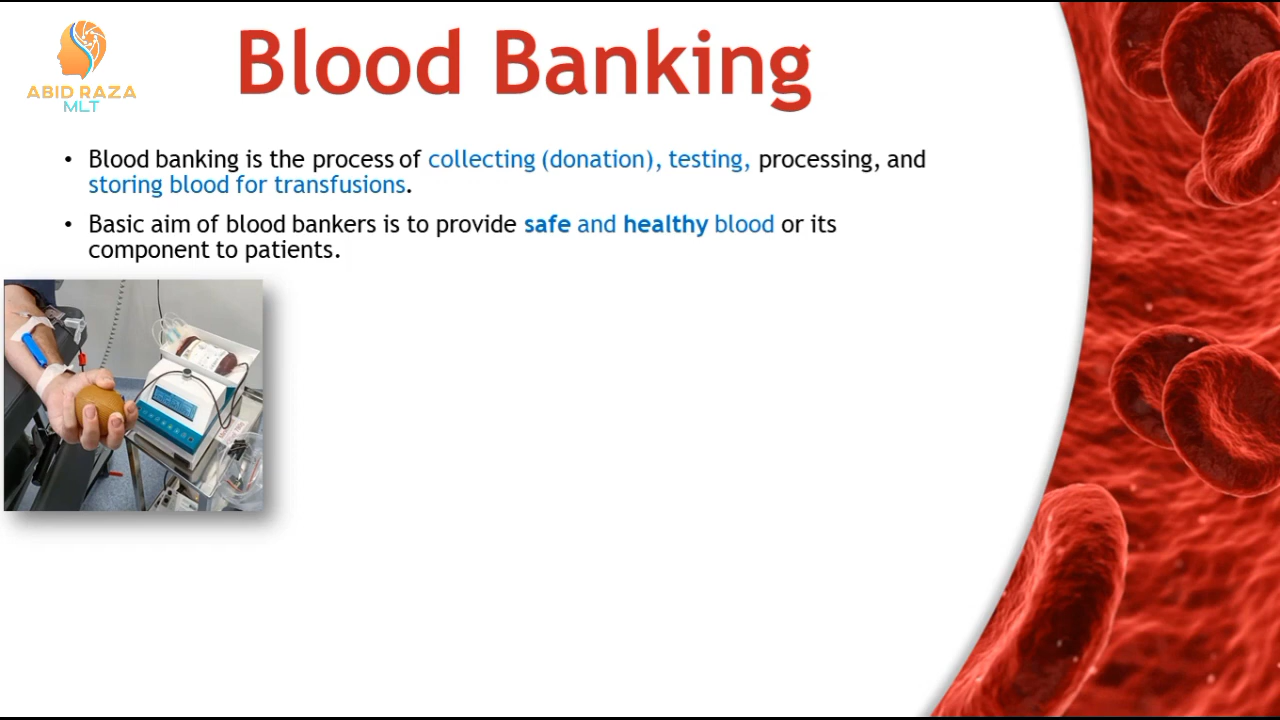 ABID RAZA
MLT
Blood Banking
• Blood banking is the process of collecting (donation), testing, processing, and
storing blood for transfusions.
• Basic aim of blood bankers is to provide safe and healthy blood or its
component to patients.